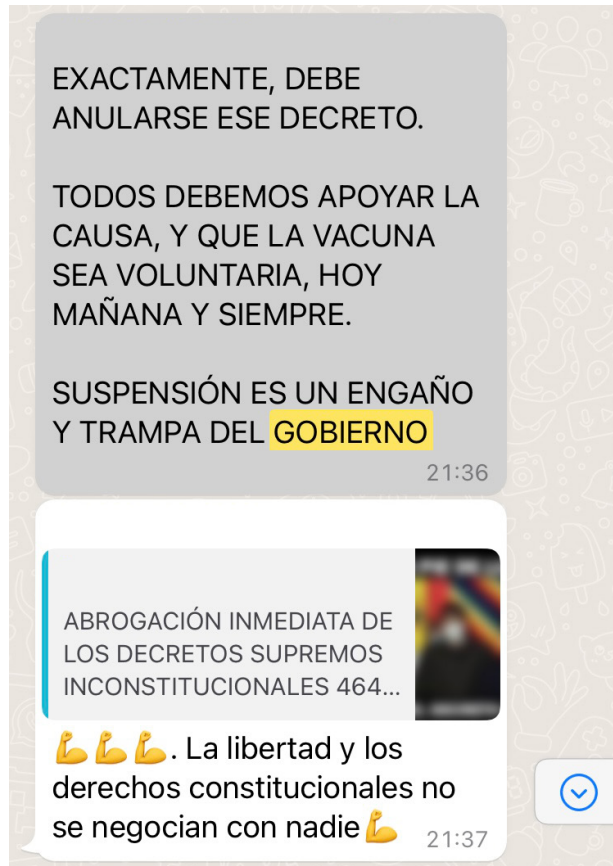 EXACTAMENTE, DEBE
ANULARSE ESE DECRETO.
TODOS DEBEMOS APOYAR LA
CAUSA, Y QUE LA VACUNA
SEA VOLUNTARIA, HOY
MAÑANA Y SIEMPRE.
SUSPENSIÓN ES UN ENGAÑO
Y TRAMPA DEL GOBIERNO
21:36
ABROGACIÓN INMEDIATA DE
LOS DECRETOS SUPREMOS
INCONSTITUCIONALES 464...
💪💪💪. La libertad y los
derechos constitucionales no
se negocian con nadie💪
21:37